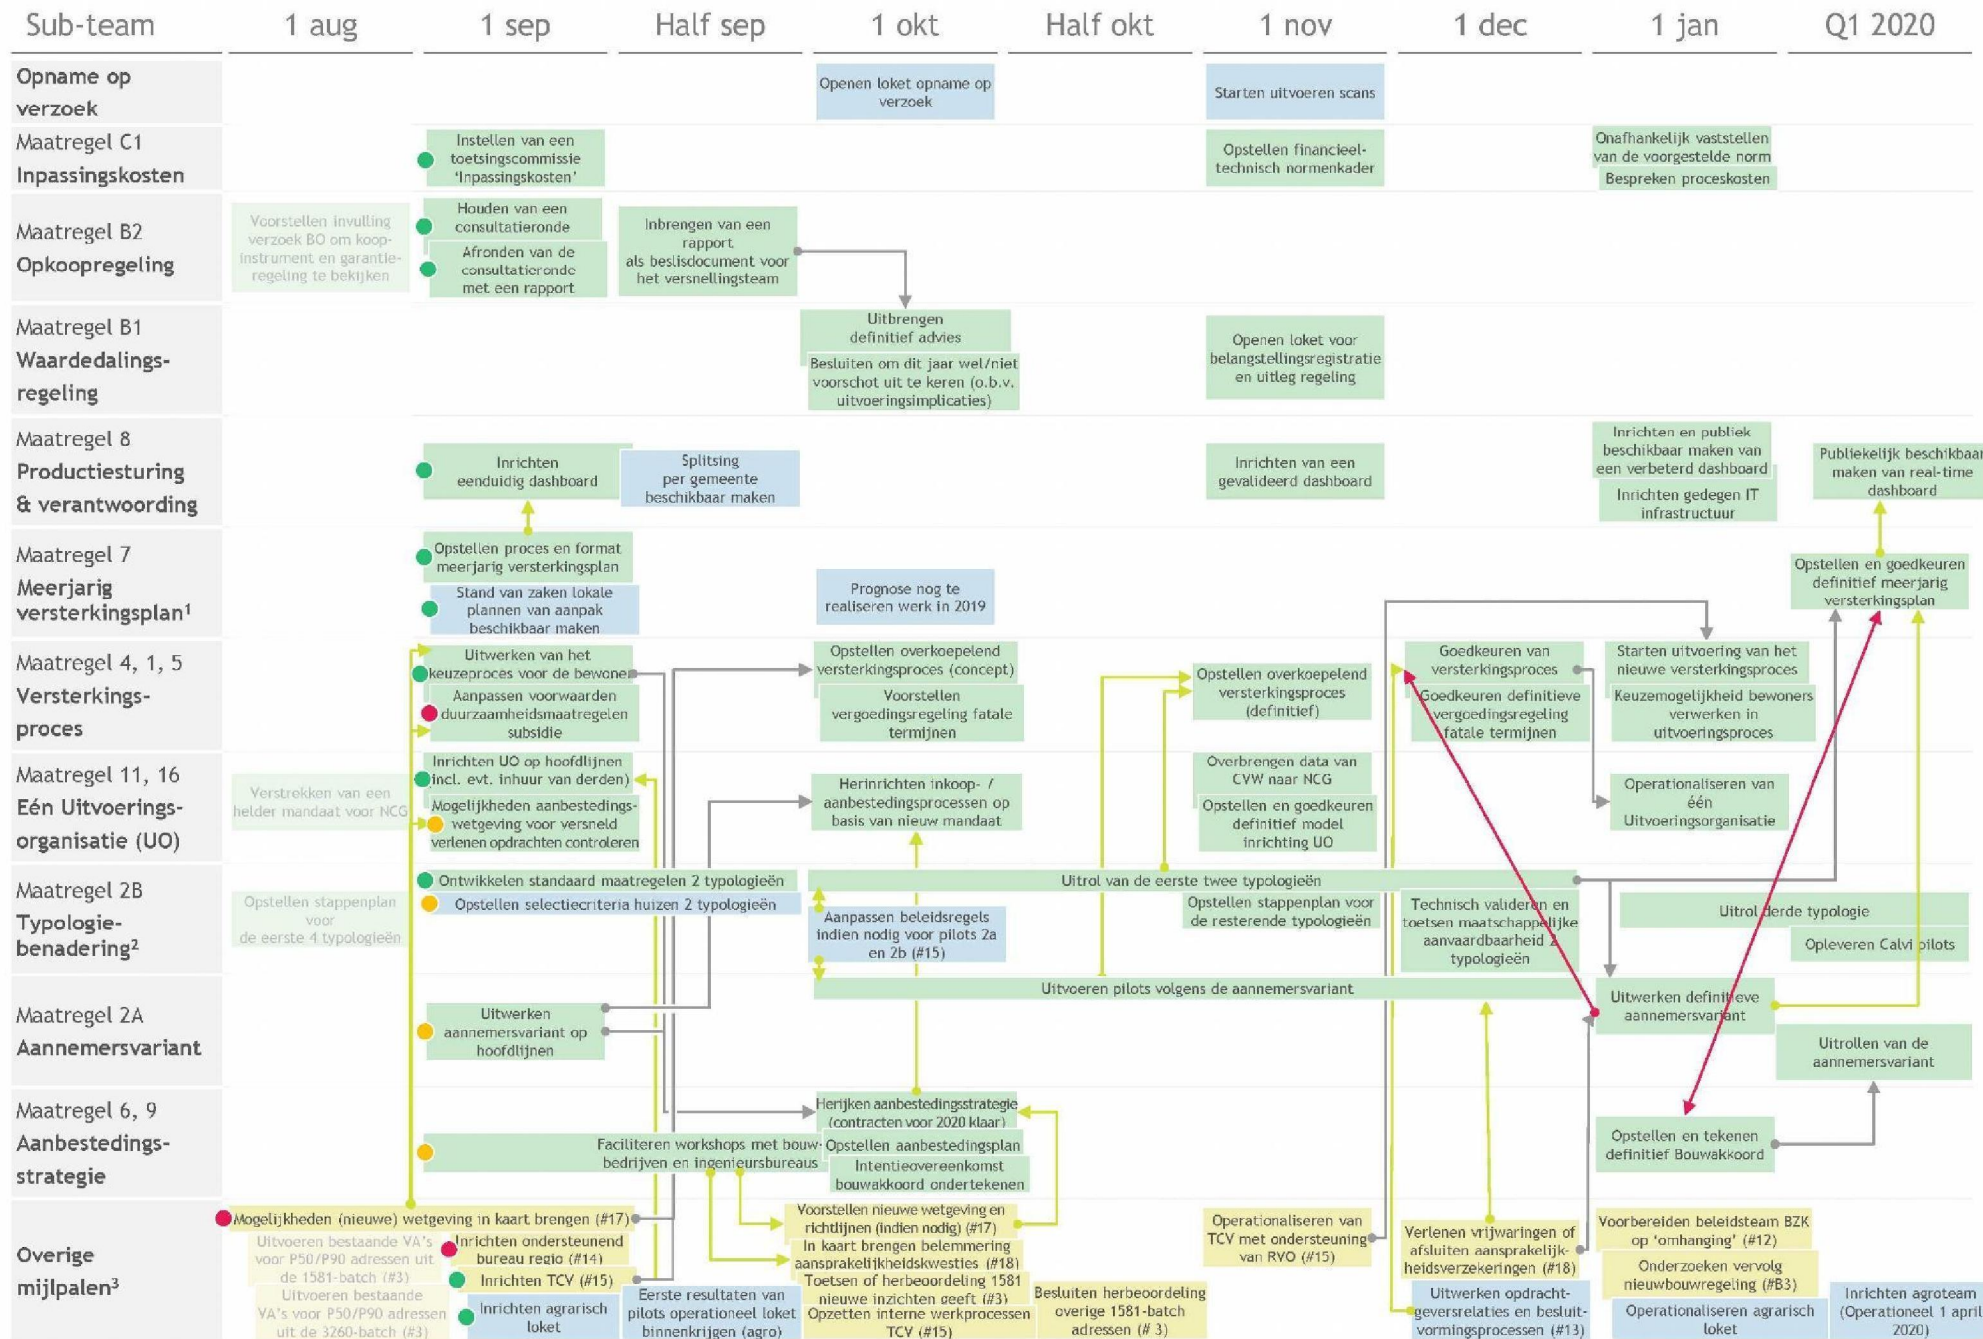 Sub-team
1 aug
1 sep
Half sep
1 okt
Half okt
1 nov
1 dec
1 jan
Q1 2020
Opname op
verzoek
Openen loket opname op
verzoek
Starten uitvoeren scans
Maatregel C1
Inpassingskosten
Instellen van een
toetsingscommissie
‘Inpassingskosten’
Opstellen financieel-
technisch normenkader
Onafhankelijk vaststellen
van de voorgestelde norm
Bespreken proceskosten
Maatregel B2
Opkoopregeling
Voorstellen invulling
verzoek BO om koop-
instrument en garantie-
regeling te bekijken
Houden van een
consultatieronde
Afronden van de
consultatieronde
met een rapport
Inbrengen van een
rapport
als beslisdocument voor
het versnellingsteam
Maatregel B1
Waardedalings-
regeling
Uitbrengen
definitief advies
Besluiten om dit jaar wel/niet
voorschot uit te keren (o.b.v.
uitvoeringsimplicaties)
Openen loket voor
belangstellingsregistratie
en uitleg regeling
Maatregel 8
Productiesturing
& verantwoording
Inrichten
eenduidig dashboard
Splitsing
per gemeente
beschikbaar maken
Inrichten van een
gevalideerd dashboard
Inrichten en publiek
beschikbaar maken van
een verbeterd dashboard
Inrichten gedegen IT
infrastructuur
Publiekelijk beschikbaar
maken van real-time
dashboard
Maatregel 7
Meerjarig
versterkingsplan¹
Opstellen proces en format
meerjarig versterkingsplan
Stand van zaken lokale
plannen van aanpak
beschikbaar maken
Prognose nog te
realiseren werk in 2019
Opstellen en goedkeuren
definitief meerjarig
versterkingsplan
Maatregel 4, 1, 5
Versterkings-
proces
Uitwerken van het
keuzeproces voor de bewoner
Aanpassen voorwaarden
duurzaamheidsmaatregelen
subsidie
Opstellen overkoepelend
versterkingsproces (concept)
Voorstellen
vergoedingsregeling fatale
termijnen
Opstellen overkoepelend
versterkingsproces
(definitief)
Goedkeuren van
versterkingsproces
Goedkeuren definitieve
vergoedingsregeling
fatale termijnen
Starten uitvoering van het
nieuwe versterkingsproces
Keuzemogelijkheid bewoners
verwerken in
uitvoeringsproces
Maatregel 11, 16
Eén Uitvoerings-
organisatie (UO)
Verstrekken van een
helder mandaat voor NCG
Inrichten UO op hoofdlijnen
(incl. evt. inhuur van derden)
Mogelijkheden aanbestedings-
wetgeving voor versneld
verlenen opdrachten controleren
Herinrichten inkoop- /
aanbestedingsprocessen op
basis van nieuw mandaat
Overbrengen data van
CVW naar NCG
Opstellen en goedkeuren
definitief model
inrichting UO
Operationaliseren van
één
Uitvoeringsorganisatie
Maatregel 2B
Typologie-
benadering²
Opstellen stappenplan
voor
de eerste 4 typologieën
Ontwikkelen standaard maatregelen 2 typologieën
Opstellen selectiecriteria huizen 2 typologieën
Uitrol van de eerste twee typologieën
Aanpassen beleidsregels
indien nodig voor pilots 2a
en 2b (#15)
Opstellen stappenplan voor
de resterende typologieën
Technisch valideren en
toetsen maatschappelijke
aanvaardbaarheid 2
typologieën
Uitrol derde typologie
Opleveren Calvi pilots
Maatregel 2A
Aannemersvariant
Uitwerken
aannemersvariant op
hoofdlijnen
Uitvoeren pilots volgens de aannemersvariant
Uitwerken definitieve
aannemersvariant
Uitrollen van de
aannemersvariant
Maatregel 6, 9
Aanbestedings-
strategie
Faciliteren workshops met bouw-
bedrijven en ingenieursbureaus
Herijken aanbestedingsstrategie
(contracten voor 2020 klaar)
Opstellen aanbestedingsplan
Intentieovereenkomst
bouwakkoord ondertekenen
Opstellen en tekenen
definitief Bouwakkoord
Overige
mijlpalen³
Mogelijkheden (nieuwe) wetgeving in kaart brengen (#17)
Uitvoeren bestaande VA’s
voor P50/P90 adressen uit
de 1581-batch (#3)
Uitvoeren bestaande
VA’s voor P50/P90 adressen
uit de 3260-batch (#3)
Inrichten ondersteunend
bureau regio (#14)
Inrichten TCV (#15)
Inrichten agrarisch
loket
Eerste resultaten van
pilots operationeel loket
binnenkrijgen (agro)
Voorstellen nieuwe wetgeving en
richtlijnen (indien nodig) (#17)
In kaart brengen belemmering
aansprakelijkheidskwesties (#18)
Toetsen of herbeoordeling 1581
nieuwe inzichten geeft (#3)
Opzetten interne werkprocessen
TCV (#15)
Besluiten herbeoordeling
overige 1581-batch
adressen (# 3)
Operationaliseren van
TCV met ondersteuning
van RVO (#15)
Verlenen vrijwaringen of
afsluiten aansprakelijk-
heidsverzekeringen (#18)
Uitwerken opdracht-
geversrelaties en besluit-
vormingsprocessen (#13)
Voorbereiden beleidsteam BZK
op ‘omhanging’ (#12)
Onderzoeken vervolg
nieuwbouwregeling (#B3)
Operationaliseren agrarisch
loket
Inrichten agroteam
(Operationeel 1 april
2020)